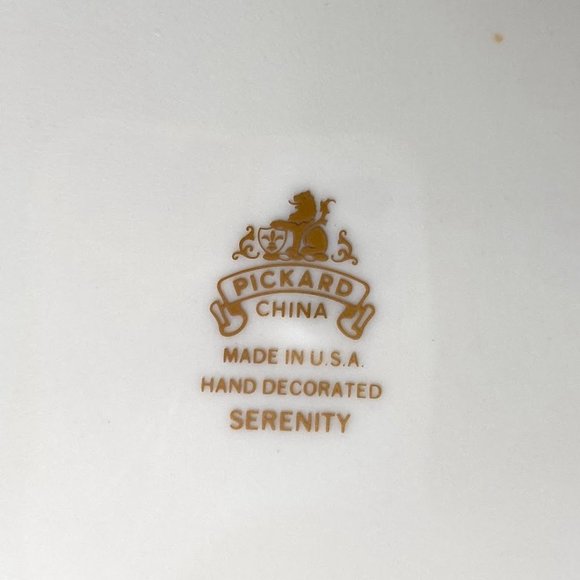 PICKARD
CHINA
MADE IN U.S.A.
HAND DECORATED
SERENITY